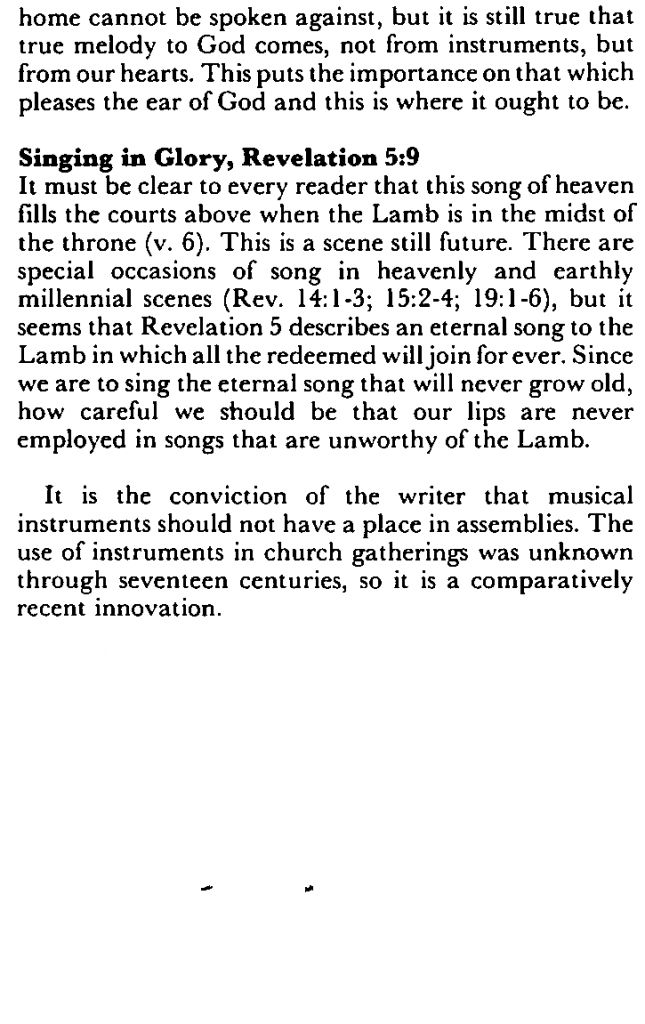 home cannot be spoken against, but it is still true that
true melody to God comes, not from instruments, but
from our hearts. This puts the importance on that which
pleases the ear of God and this is where it ought to be.
Singing in Glory, Revelation 5:9
It must be clear to every reader that this song of heaven
fills the courts above when the Lamb is in the midst of
the throne (v. 6). This is a scene still future. There are
special occasions of song in heavenly and earthly
millennial scenes (Rev. 14:1-3; 15:2-4; 19:1-6), but it
seems that Revelation 5 describes an eternal song to the
Lamb in which all the redeemed will join for ever. Since
we are to sing the eternal song that will never grow old,
how careful we should be that our lips are never
employed in songs that are unworthy of the Lamb.
It is the conviction of the writer that musical
instruments should not have a place in assemblies. The
use of instruments in church gatherings was unknown
through seventeen centuries, so it is a comparatively
recent innovation.